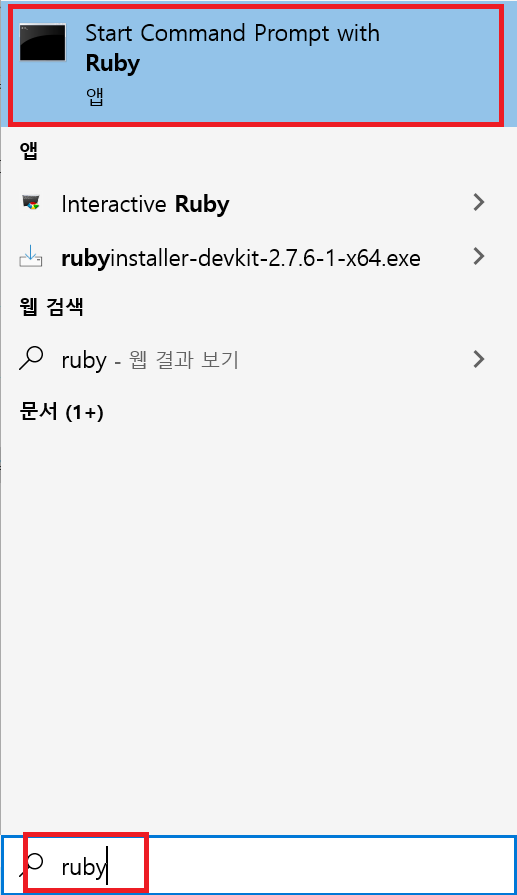 Start Command Prompt with
Ruby
앱
앱
Interactive Ruby
rubyinstaller-devkit-2.7.6-1-x64.exe
웹 검색
ruby - 웹 결과 보기
문서 (1+)
ruby